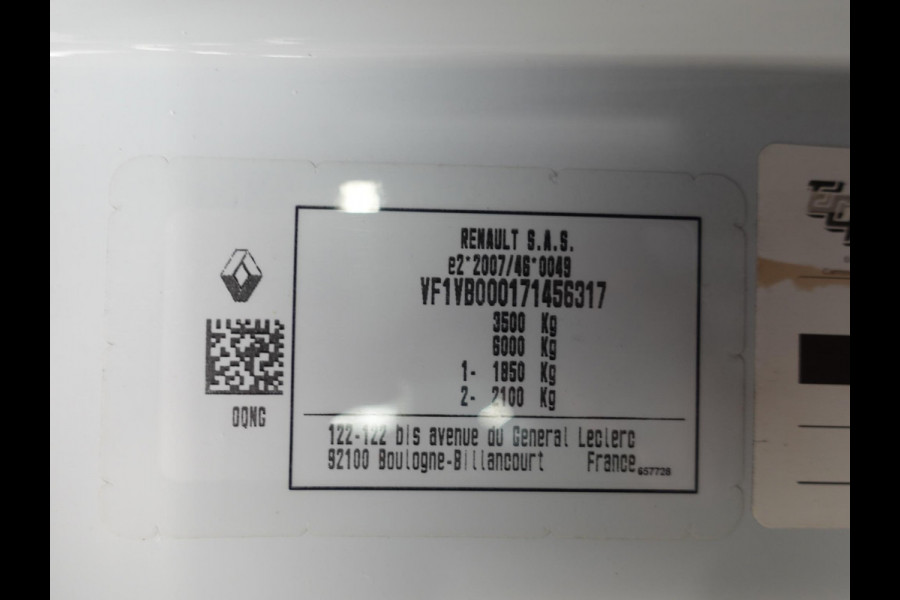 RENAULT S.A.S.
e2*2007/46*0049
VF1VB000171456317
3500 Kg
6000 Kg
1- 1850 Kg
2- 2100 Kg
0QNG
122-122 bis avenue du General Leclerc
92100 Boulogne-Billancourt France
657728